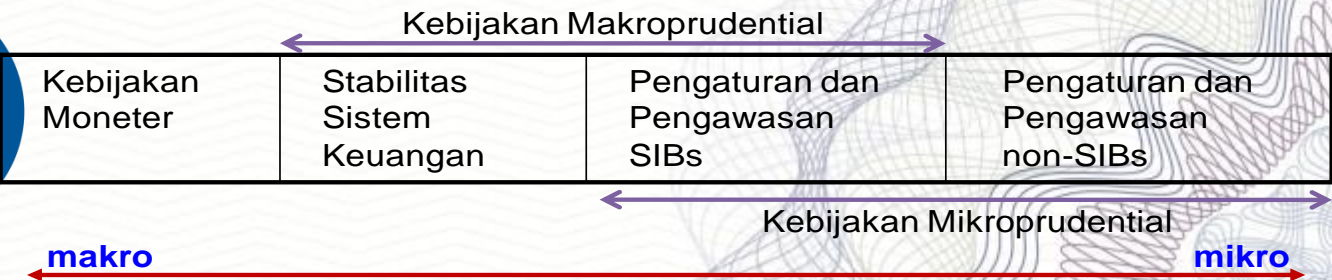 Kebijakan Makroprudential
Kebijakan
Moneter
Stabilitas
Sistem
Keuangan
Pengaturan dan
Pengawasan
SIBs
Pengaturan dan
Pengawasan
non-SIBs
Kebijakan Mikroprudential
makro
mikro